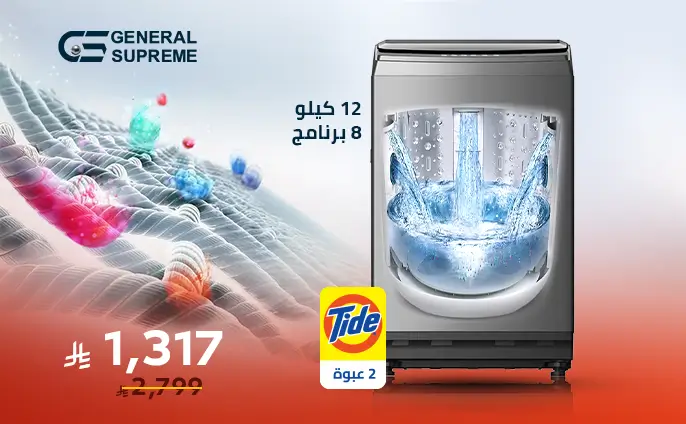 GENERAL
SUPREME
12 كيلو
8 برنامج
Tide
2 عبوة
1,317
2,799